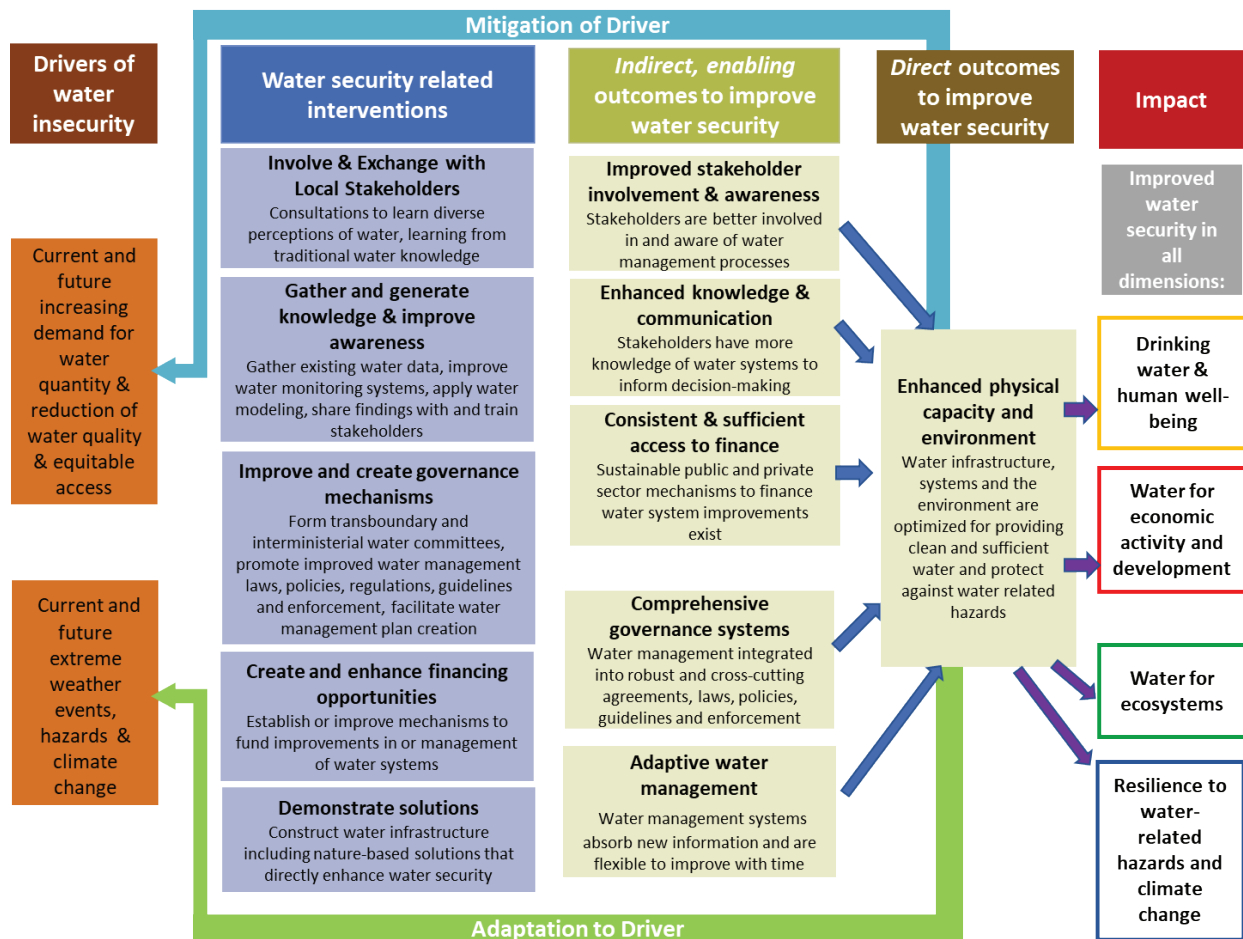 Mitigation of Driver
Drivers of
water
insecurity
Water security related
interventions
Indirect, enabling
outcomes to improve
water security
Direct outcomes
to improve
water security
Impact
Current and
future
increasing
demand for
water
quantity &
reduction of
water quality
& equitable
access
Current and
future
extreme
weather
events,
hazards &
climate
change
Involve & Exchange with
Local Stakeholders
Consultations to learn diverse
perceptions of water, learning from
traditional water knowledge
Gather and generate
knowledge & improve
awareness
Gather existing water data, improve
water monitoring systems, apply water
modeling, share findings with and train
stakeholders
Improve and create governance
mechanisms
Form transboundary and
interministerial water committees,
promote improved water management
laws, policies, regulations, guidelines
and enforcement, facilitate water
management plan creation
Create and enhance financing
opportunities
Establish or improve mechanisms to
fund improvements in or management
of water systems
Demonstrate solutions
Construct water infrastructure
including nature-based solutions that
directly enhance water security
Improved stakeholder
involvement & awareness
Stakeholders are better involved
in and aware of water
management processes
Enhanced knowledge &
communication
Stakeholders have more
knowledge of water systems to
inform decision-making
Consistent & sufficient
access to finance
Sustainable public and private
sector mechanisms to finance
water system improvements
exist
Comprehensive
governance systems
Water management integrated
into robust and cross-cutting
agreements, laws, policies,
guidelines and enforcement
Adaptive water
management
Water management systems
absorb new information and are
flexible to improve with time
Enhanced physical
capacity and
environment
Water infrastructure,
systems and the
environment are
optimized for providing
clean and sufficient
water and protect
against water related
hazards
Improved
water
security in
all
dimensions:
Drinking
water &
human well-
being
Water for
economic
activity and
development
Water for
ecosystems
Resilience to
water-
related
hazards and
climate
change
Adaptation to Driver